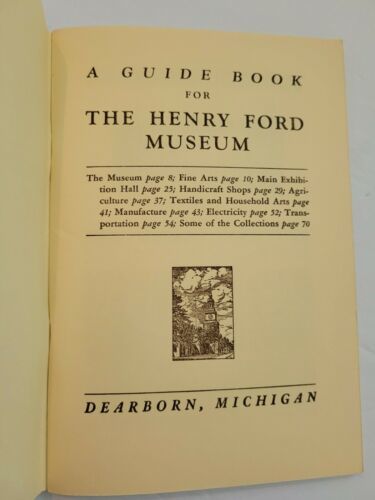 A GUIDE BOOK
FOR
THE HENRY FORD
MUSEUM
The Museum page 8; Fine Arts page 10; Main Exhibi-
tion Hall page 25; Handicraft Shops page 29; Agri-
culture page 37; Textiles and Household Arts page
41; Manufacture page 43; Electricity page 52; Trans-
portation page 54; Some of the Collections page 70
DEARBORN, MICHIGAN